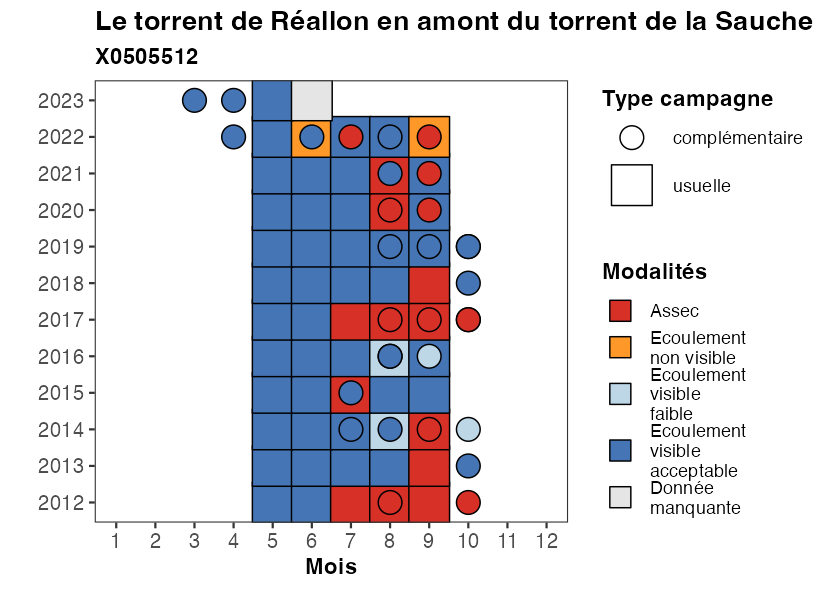 Le torrent de Réallon en amont du torrent de la Sauche
X0505512
2023
2022
2021
2020
2019
2018
2017
2016
2015
2014
2013
2012
1 2 3 4 5 6 7 8 9 10 11 12
Mois
Type campagne
complémentaire
usuelle
Modalités
Assec
Ecoulement
non visible
Ecoulement
visible
faible
Ecoulement
visible
acceptable
Donnée
manquante